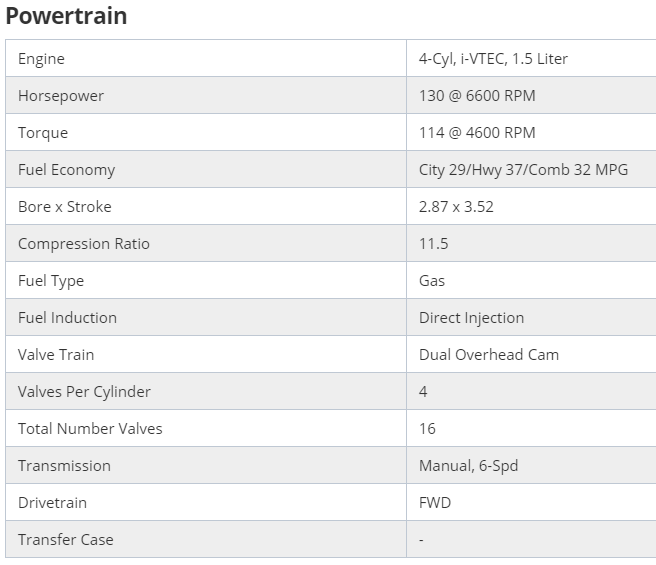 Powertrain
Engine 4-Cyl, i-VTEC, 1.5 Liter
Horsepower 130 @ 6600 RPM
Torque 114 @ 4600 RPM
Fuel Economy City 29/Hwy 37/Comb 32 MPG
Bore x Stroke 2.87 x 3.52
Compression Ratio 11.5
Fuel Type Gas
Fuel Induction Direct Injection
Valve Train Dual Overhead Cam
Valves Per Cylinder 4
Total Number Valves 16
Transmission Manual, 6-Spd
Drivetrain FWD
Transfer Case -